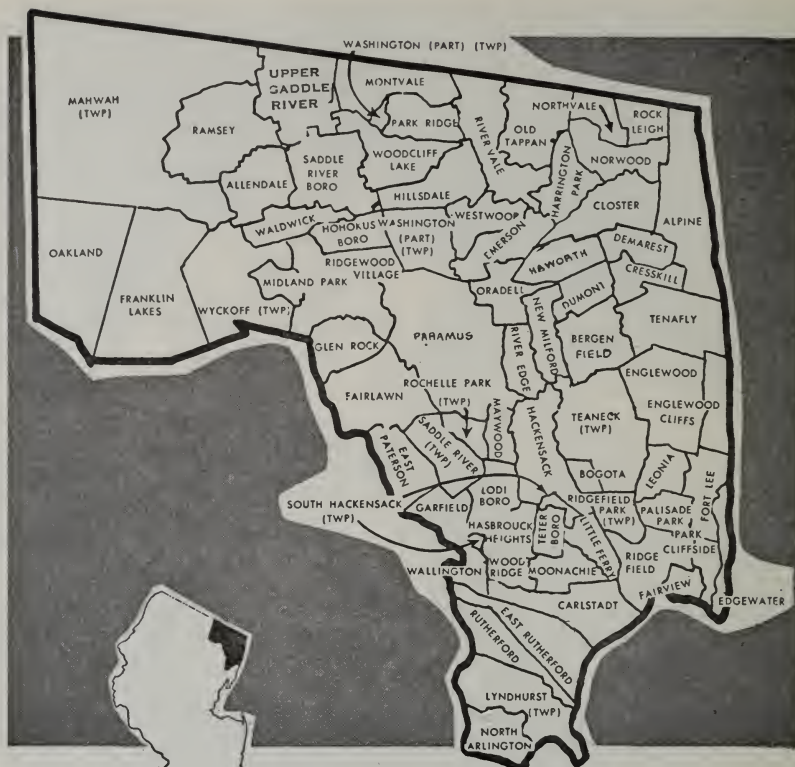 WASHINGTON (PART) (TWP)
MAHWAH
(TWP)
UPPER
SADDLE
RIVER
MONTVALE
RAMSEY
PARK RIDGE
RIVER VALE
OLD
TAPPAN
NORTHVALE
ROCK
LEIGH
NORWOOD
HARRINGTON
PARK
ALLENDALE
SADDLE
RIVER
BORO
WOODCLIFF
LAKE
HILLSDALE
CLOSTER
ALPINE
WALDWICK
HOHOKUS
BORO
WASHINGTON
(PART)
(TWP)
WESTWOOD
EMERSON
DEMAREST
CRESSKILL
HAWORTH
OAKLAND
FRANKLIN
LAKES
WYCKOFF (TWP)
MIDLAND PARK
RIDGEWOOD
VILLAGE
ORADELL
DUMONT
NEW MILFORD
TENAFLY
GLEN ROCK
PARAMUS
RIVER EDGE
BERGEN
FIELD
FAIRLAWN
ROCHELLE PARK
(TWP)
MAYWOOD
HACKENSACK
ENGLEWOOD
ENGLEWOOD
CLIFFS
TEANECK
(TWP)
EAST
PATERSON
SADDLE RIVER
(TWP)
BOGOTA
LEONIA
FORT LEE
SOUTH HACKENSACK
(TWP)
GARFIELD
LODI
BORO
RIDGEFIELD
PARK
(TWP)
PALISADE
PARK
HASBROUCK
HEIGHTS
TETER
BORO
LITTLE FERRY
RIDGE
FIELD
PARK
CLIFFSIDE
WALLINGTON
WOOD
RIDGE
MOONACHIE
FAIRVIEW
EDGEWATER
CARLSTADT
RUTHERFORD
EAST RUTHERFORD
LYNDHURST
(TWP)
NORTH
ARLINGTON